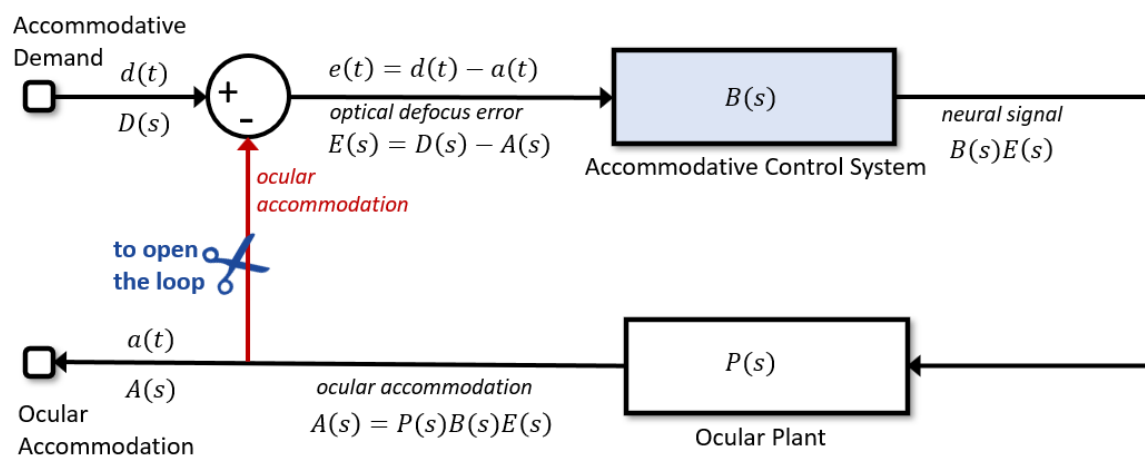 Accommodative
Demand
d(t)
D(s)
+
-
e(t) = d(t) − a(t)
optical defocus error
E(s) = D(s) − A(s)
B(s)
Accommodative Control System
neural signal
B(s)E(s)
ocular
accommodation
to open
the loop
a(t)
A(s)
Ocular
Accommodation
ocular accommodation
A(s) = P(s)B(s)E(s)
P(s)
Ocular Plant